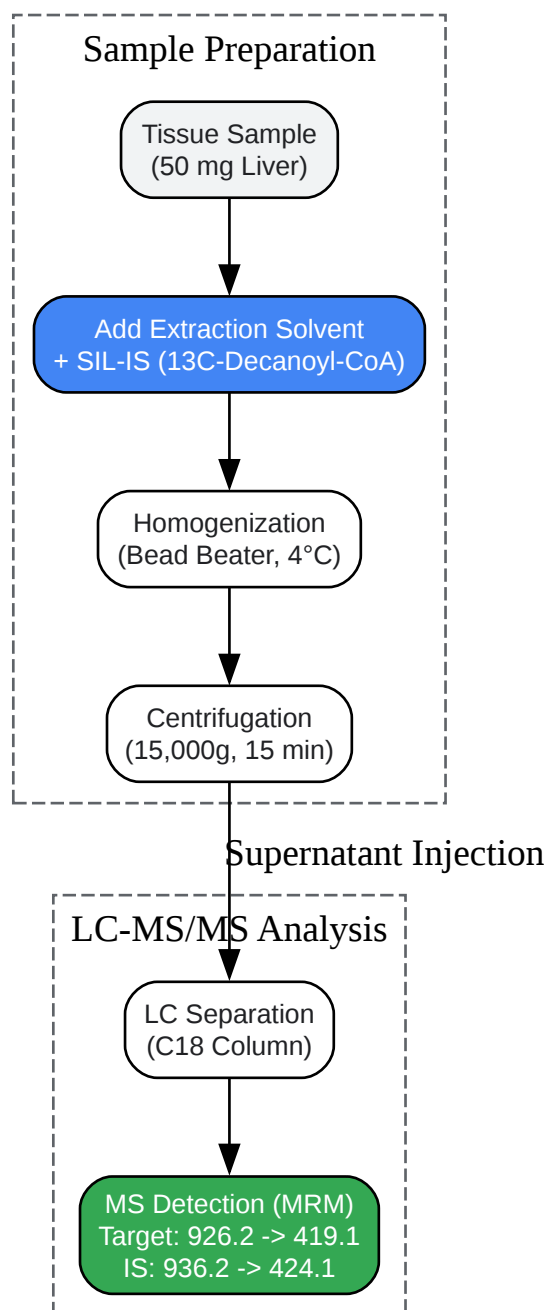 Sample Preparation
Tissue Sample
(50 mg Liver)
Add Extraction Solvent
+ SIL-IS (13C-Decanoyl-CoA)
Homogenization
(Bead Beater, 4°C)
Centrifugation
(15,000g, 15 min)
Supernatant Injection
LC-MS/MS Analysis
LC Separation
(C18 Column)
MS Detection (MRM)
Target: 926.2 -> 419.1
IS: 936.2 -> 424.1